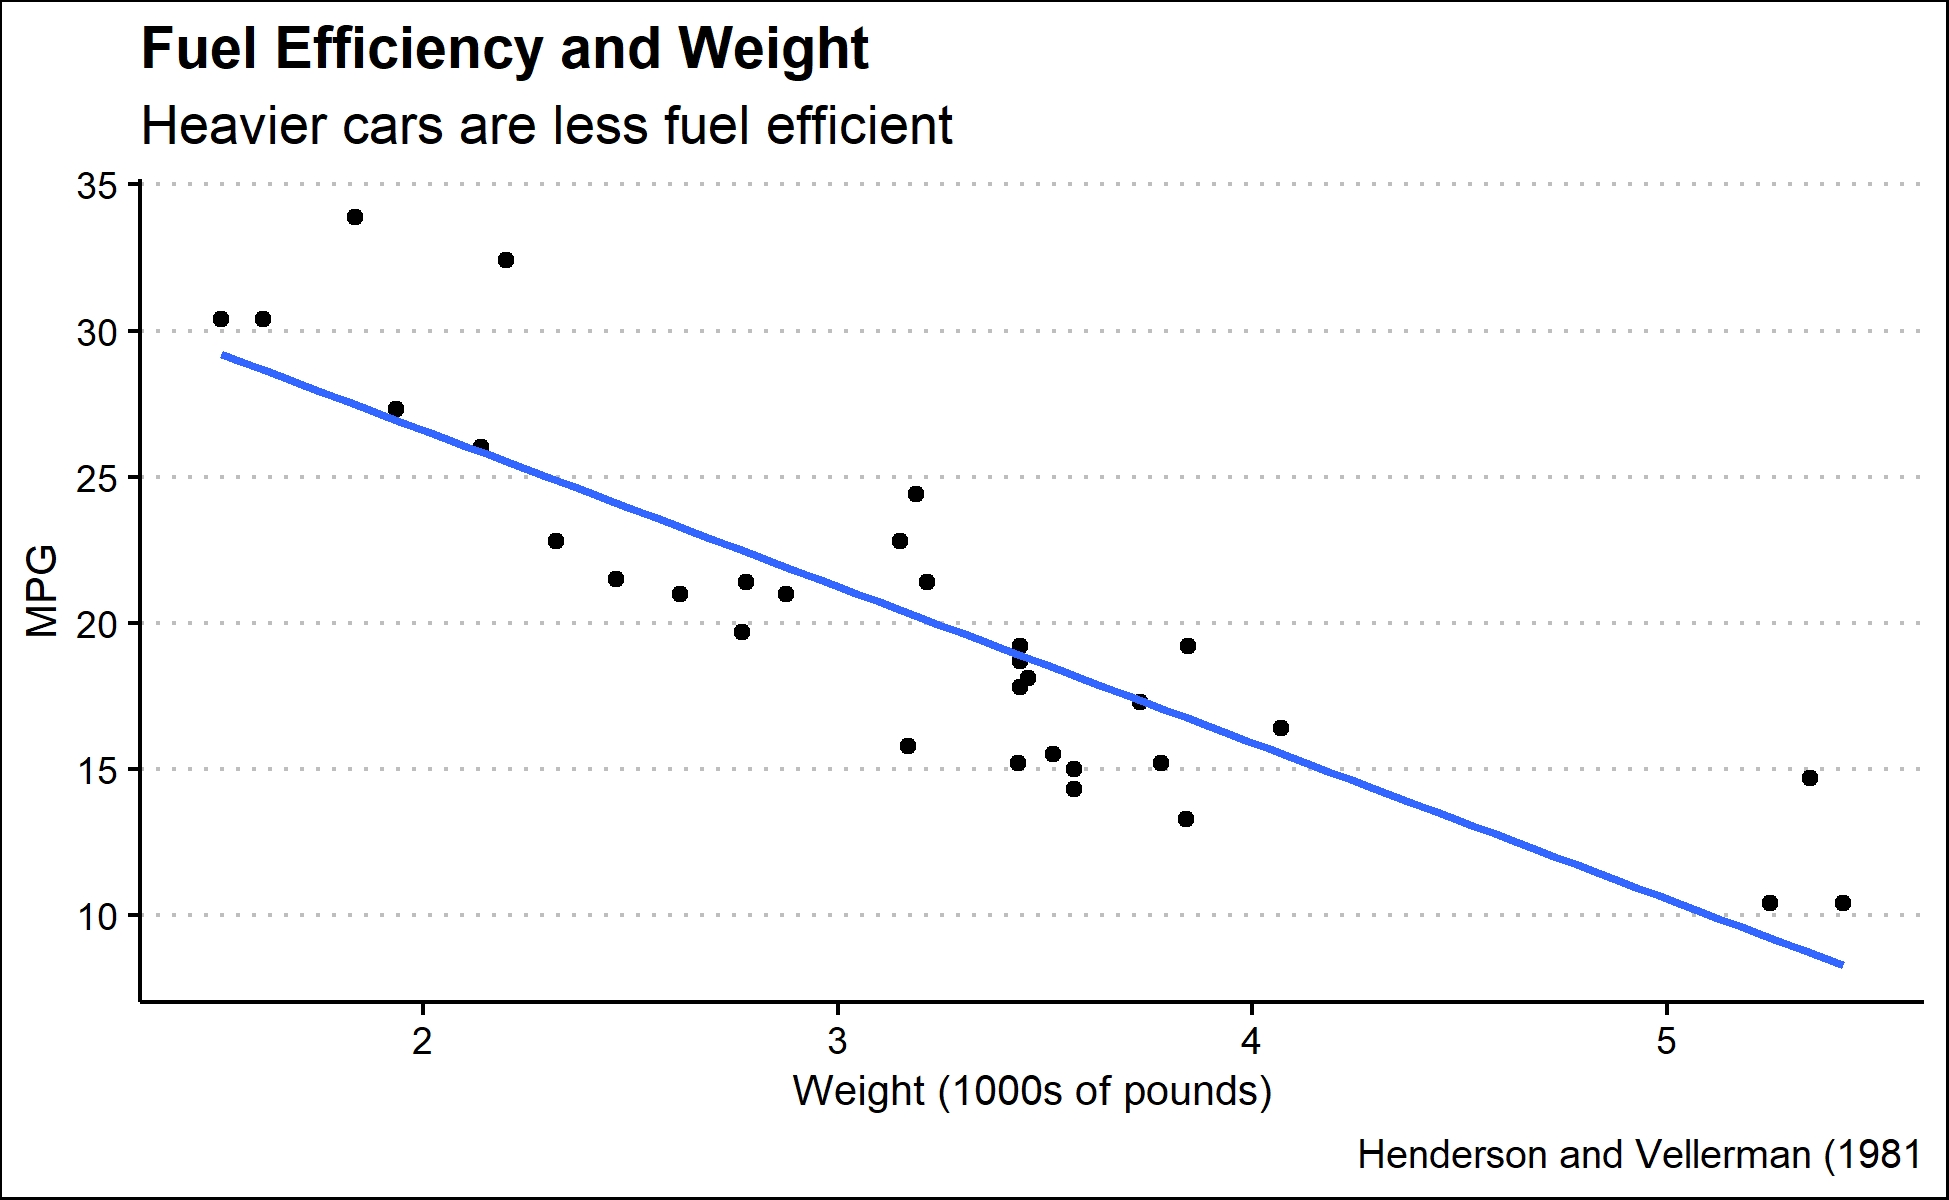 Fuel Efficiency and Weight
Heavier cars are less fuel efficient
35
30
25
20
15
10
MPG
2 3 4 5
Weight (1000s of pounds)
Henderson and Vellerman (1981